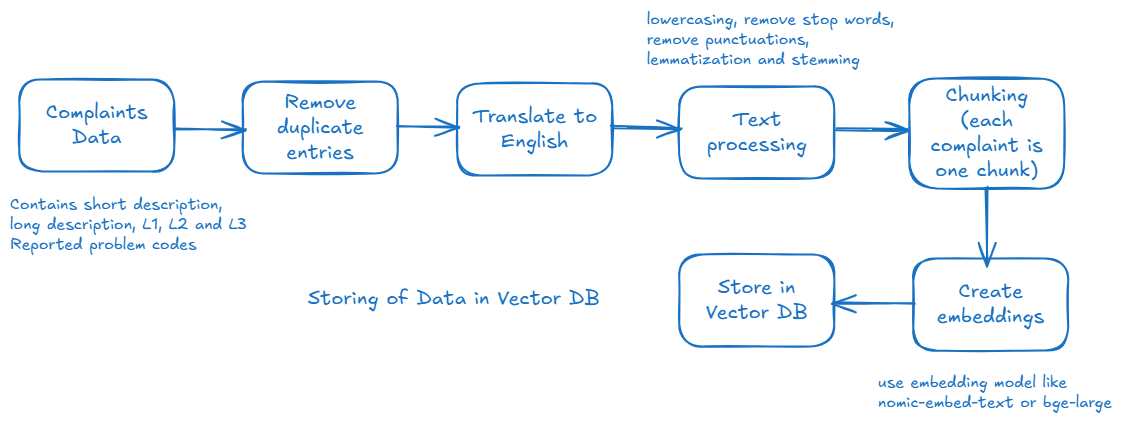 lowercasing, remove stop words,
remove punctuations,
lemmatization and stemming
Complaints
Data
Remove
duplicate
entries
Translate to
English
Text
processing
Chunking
(each
complaint is
one chunk)
Contains short description,
long description, L1, L2 and L3
Reported problem codes
Storing of Data in Vector DB
Store in
Vector DB
Create
embeddings
use embedding model like
nomic-embed-text or bge-large